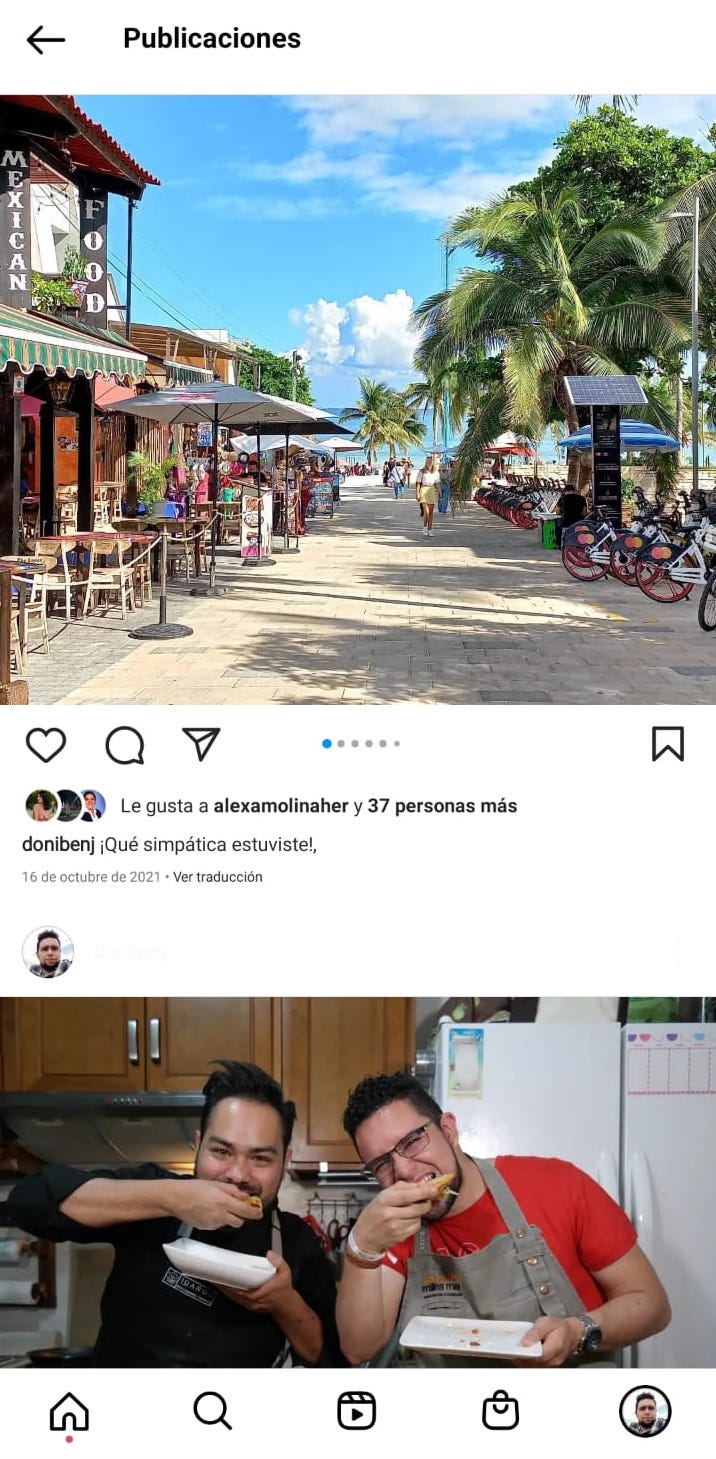 Publicaciones
MEXICAN
FOOD
Le gusta a alexamolinaher y 37 personas más
donibenj ¡Qué simpática estuviste!,
16 de octubre de 2021 • Ver traducción
donibenj